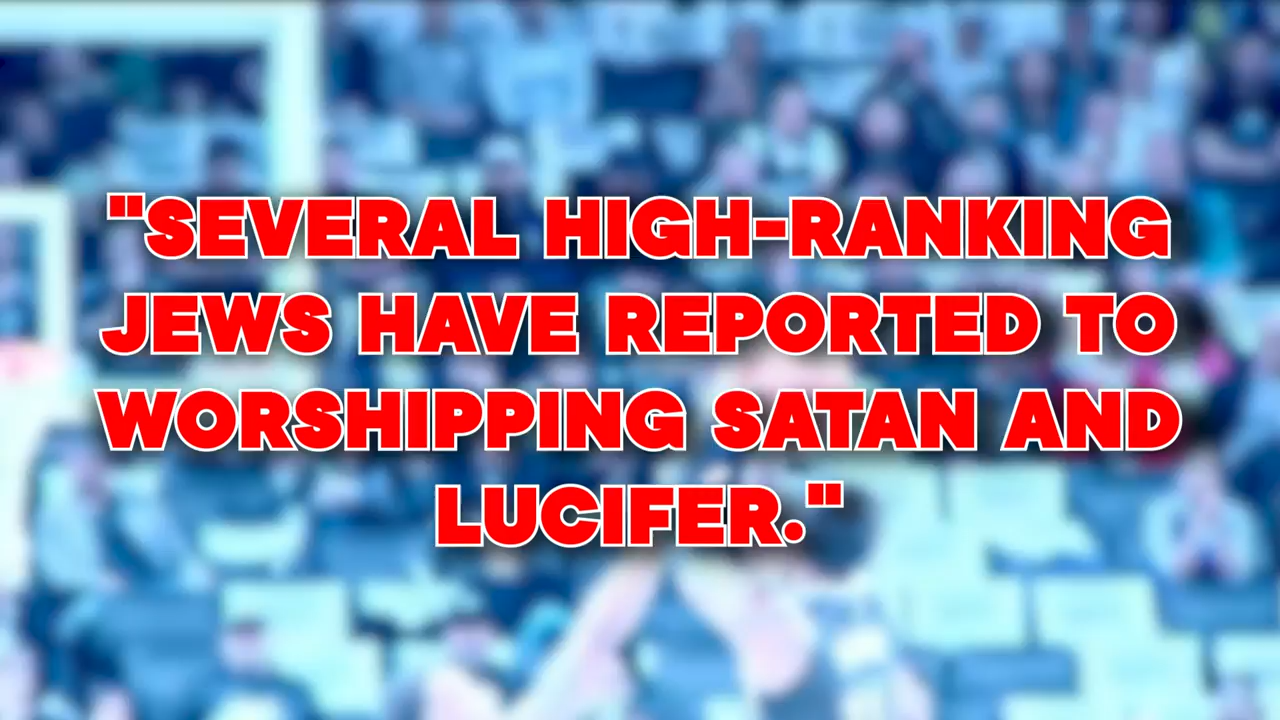 "SEVERAL HIGH-RANKING
JEWS HAVE REPORTED TO
WORSHIPPING SATAN AND
LUCIFER."